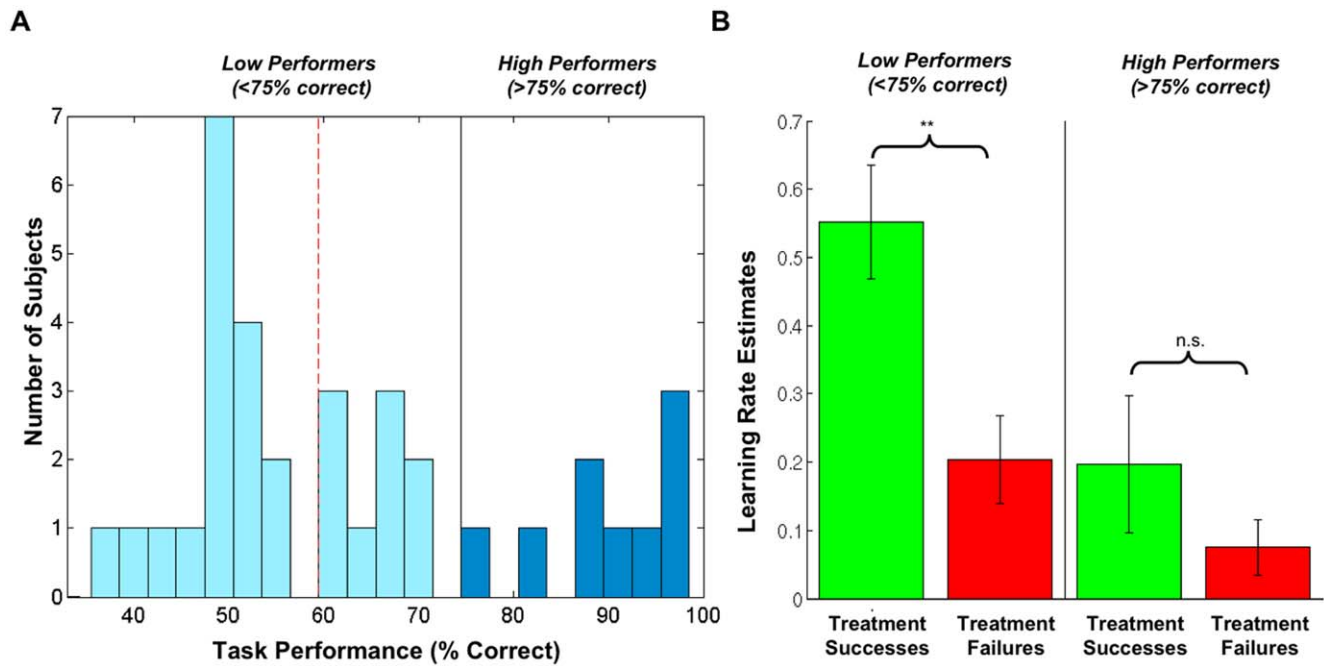 A
Low Performers
(<75% correct)
High Performers
(>75% correct)
7
6
5
4
3
2
1
0
Number of Subjects
40 50 60 70 80 90 100
Task Performance (% Correct)
B
Low Performers
(<75% correct)
High Performers
(>75% correct)
0.7
0.6
0.5
0.4
0.3
0.2
0.1
0
Learning Rate Estimates
**
n.s.
Treatment Treatment Treatment Treatment
Successes Failures Successes Failures